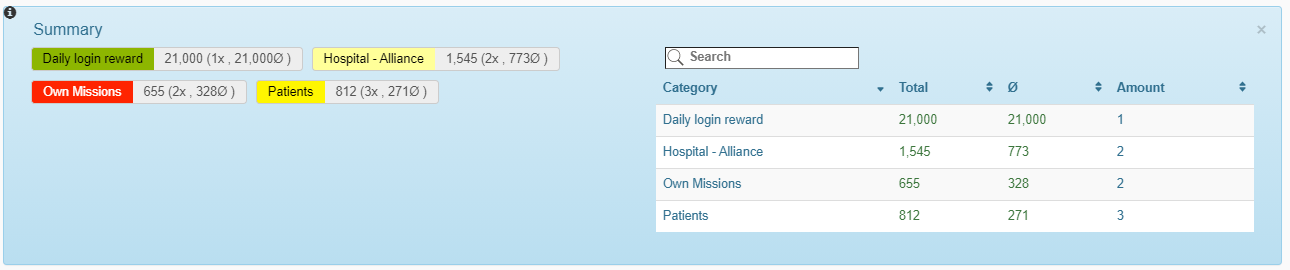 Summary
×
Daily login reward 21,000 (1x , 21,000Ø )
Hospital - Alliance 1,545 (2x , 773Ø )
Own Missions 655 (2x , 328Ø )
Patients 812 (3x , 271Ø )
Search
Category Total Ø Amount
Daily login reward 21,000 21,000 1
Hospital - Alliance 1,545 773 2
Own Missions 655 328 2
Patients 812 271 3